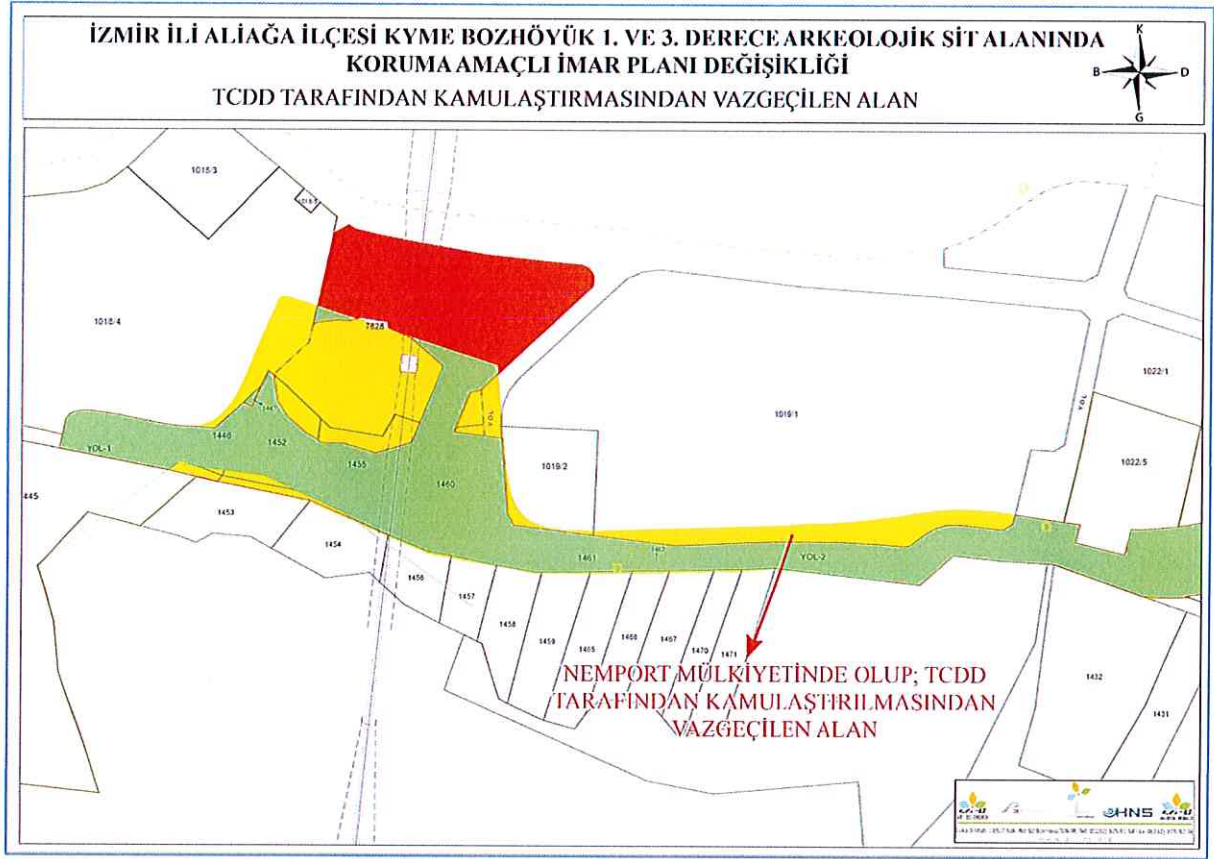 İZMİR İLİ ALİAĞA İLÇESİ KYME BOZHÖYÜK 1. VE 3. DERECE ARKEOLOJİK SİT ALANINDA
KORUMA AMAÇLI İMAR PLANI DEĞİŞİKLİĞİ
TCDD TARAFINDAN KAMULAŞTIRMASINDAN VAZGEÇİLEN ALAN
K
B
D
G
1018/3
1018/4
7828
1022/1
1019/1
YOL
YOL
1022/5
1019/2
1446
YOL-1
1452
1455
1460
445
1453
1454
1461
YOL-2
1456
1457
1458
1459
1465
1466
1467
1470
1471
1432
1431
NEMPORT MÜLKİYETİNDE OLUP; TCDD
TARAFINDAN KAMULAŞTIRILMASINDAN
VAZGEÇİLEN ALAN
HNS